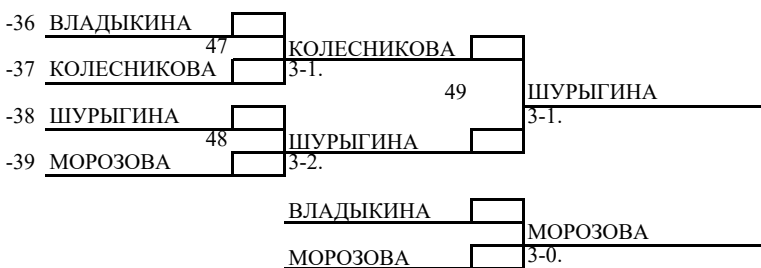 -36 ВЛАДЫКИНА
47 КОЛЕСНИКОВА
-37 КОЛЕСНИКОВА 3-1.
49 ШУРЫГИНА
-38 ШУРЫГИНА 3-1.
48 ШУРЫГИНА
-39 МОРОЗОВА 3-2.
ВЛАДЫКИНА
МОРОЗОВА
МОРОЗОВА 3-0.